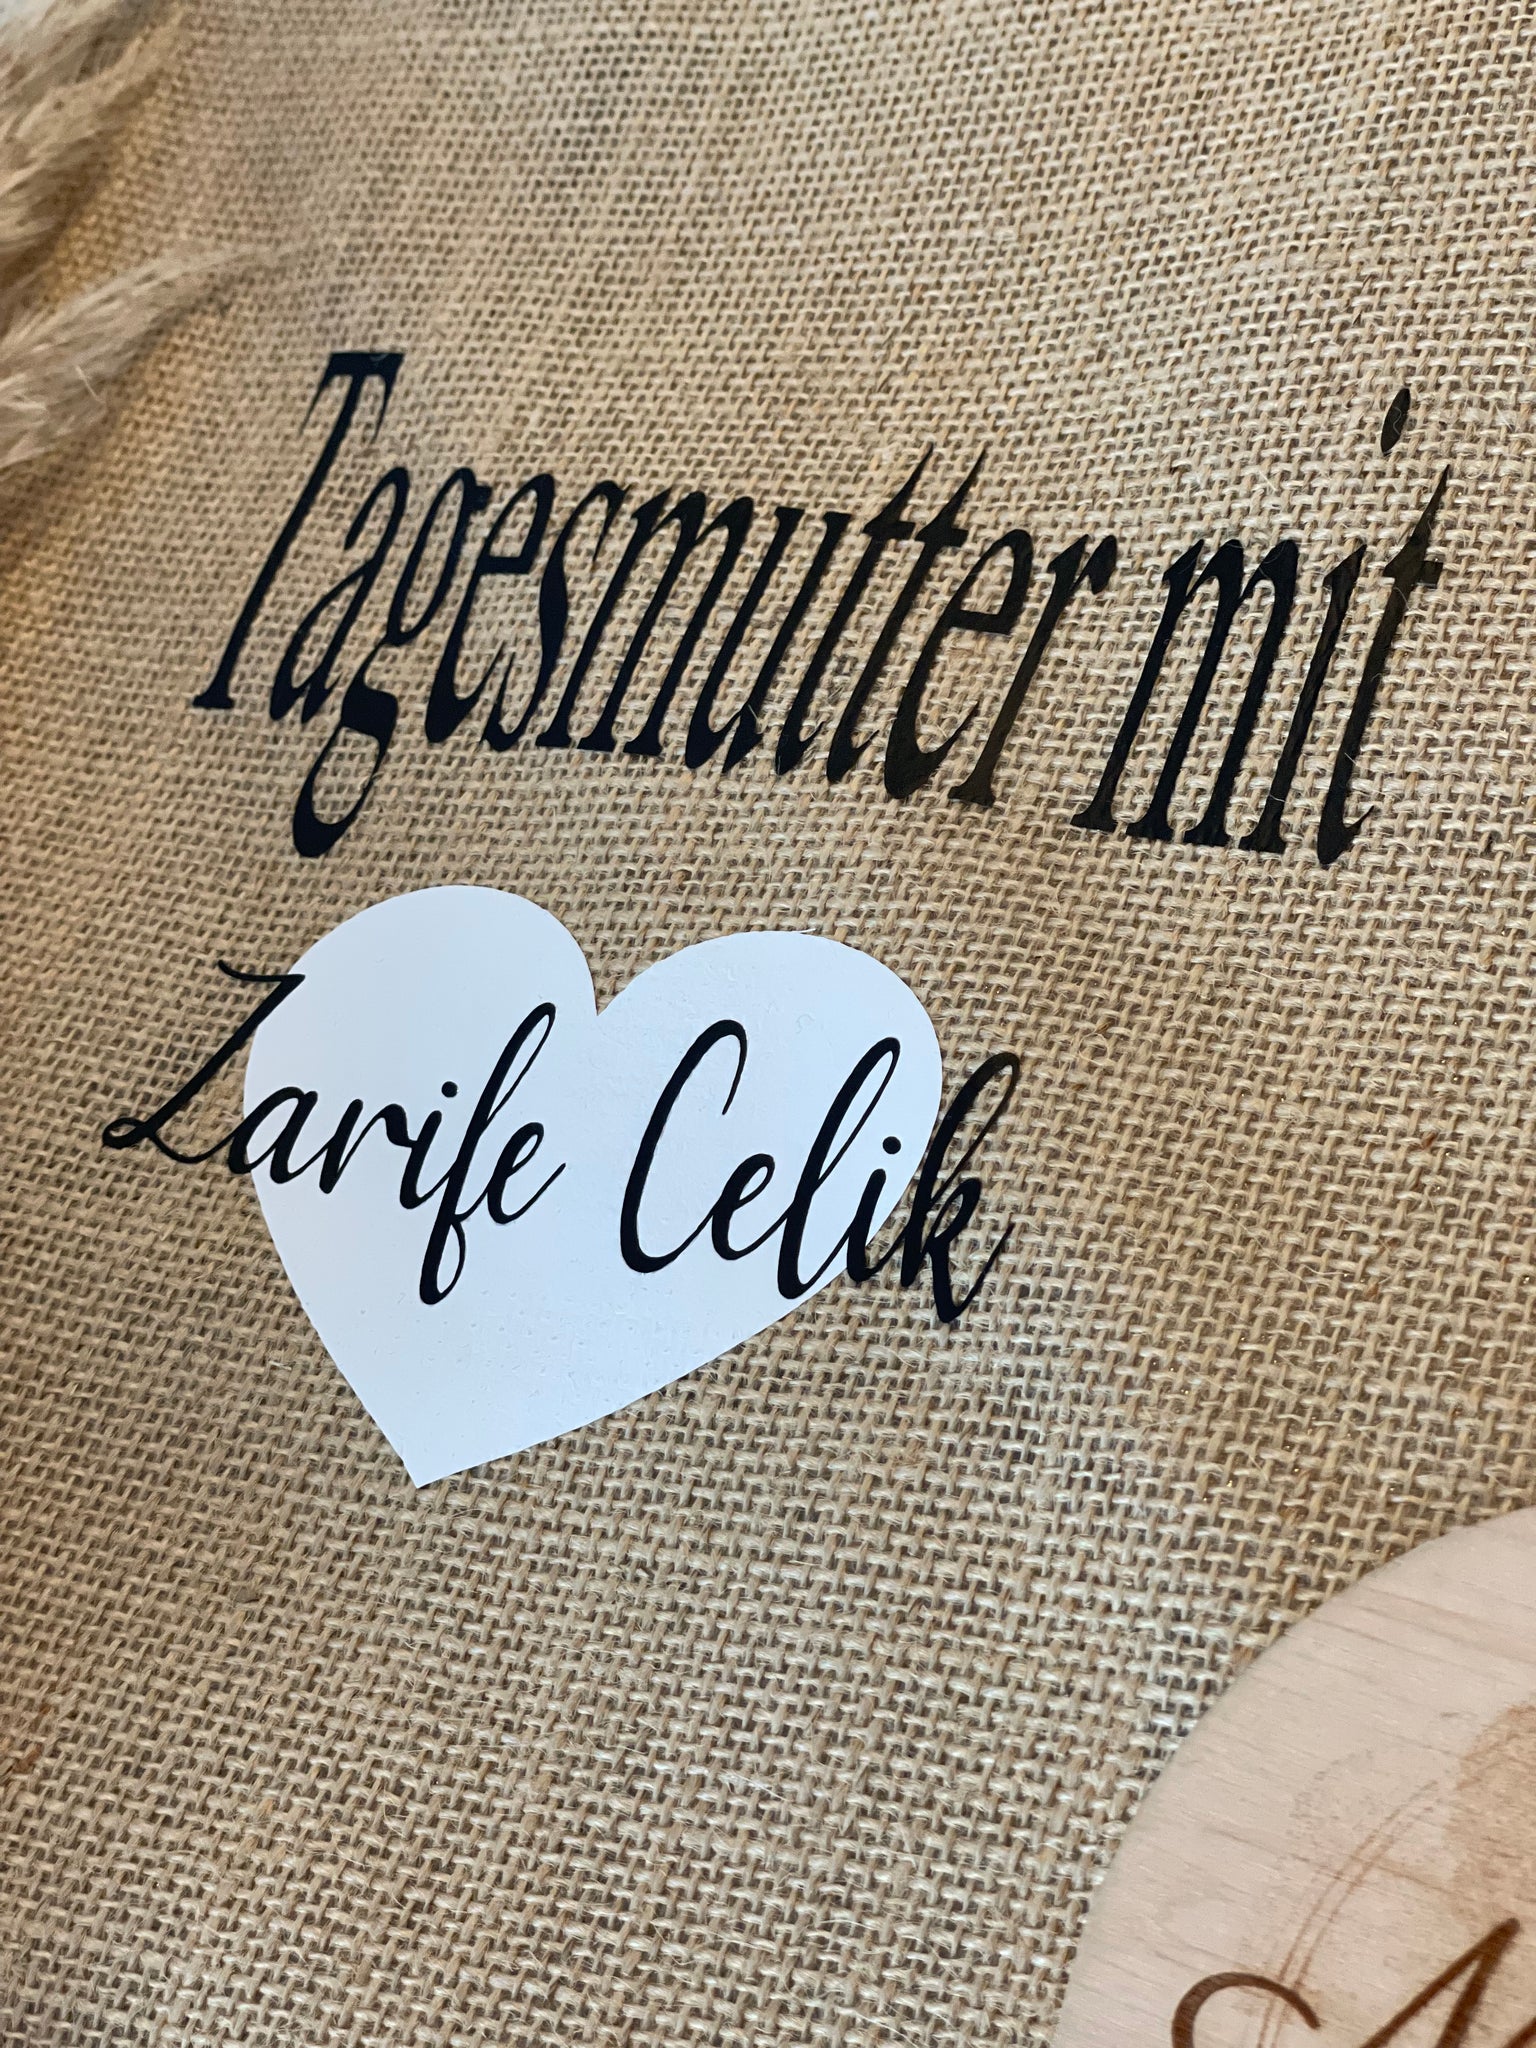 Tagesmutter mit
Zarife Celik